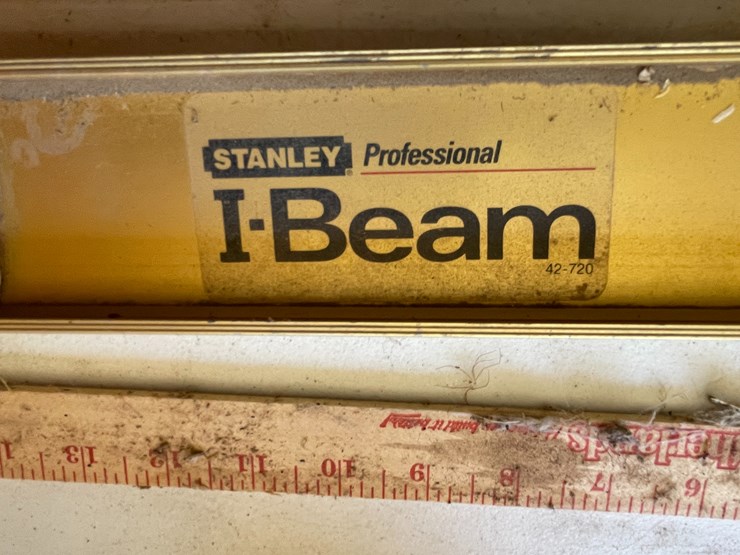 STANLEY Professional
I-Beam
42-720
13 12 11 10 9 8 7 6